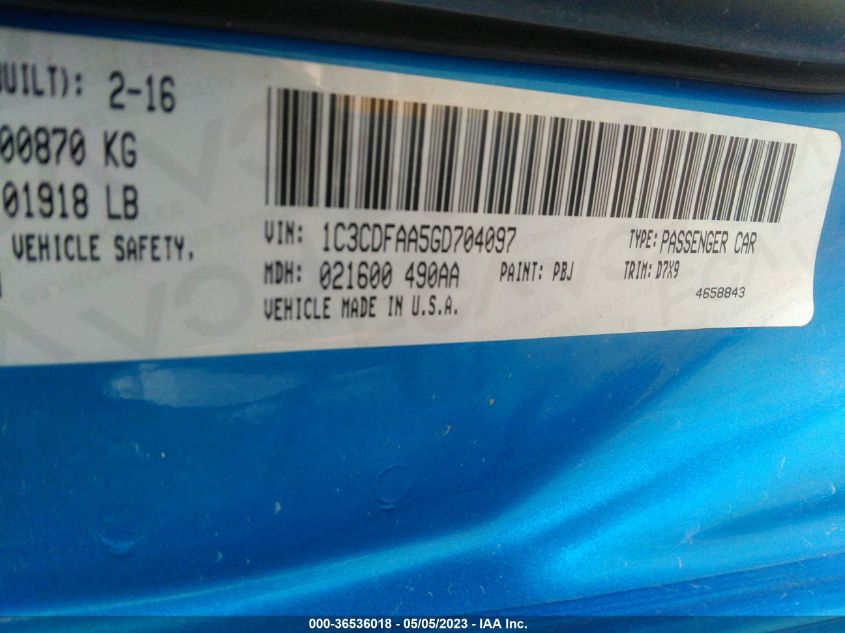 BUILT): 2-16
00870 KG
01918 LB
VEHICLE SAFETY.
VIN: 1C3CDFAA5GD704097 TYPE: PASSENGER CAR
MDH: 021600 490AA PAINT: PBJ TRIM: D7X9
VEHICLE MADE IN U.S.A. 4658843
000-36536018 - 05/05/2023 - IAA Inc.